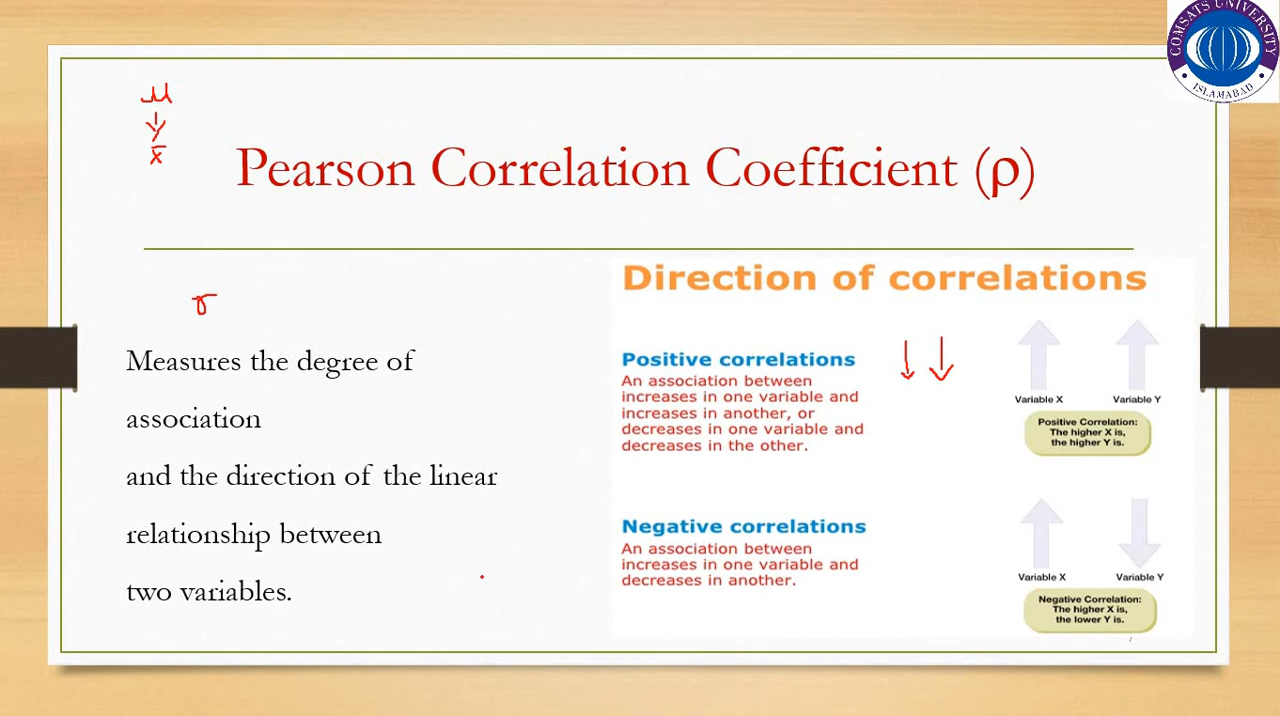 COMSATS UNIVERSITY
ISLAMABAD
μ
x̄
Pearson Correlation Coefficient (ρ)
Direction of correlations
Measures the degree of
association
and the direction of the linear
relationship between
two variables.
Positive correlations
An association between
increases in one variable and
increases in another, or
decreases in one variable and
decreases in the other.
Variable X
Variable Y
Positive Correlation:
The higher X is,
the higher Y is.
Negative correlations
An association between
increases in one variable and
decreases in another.
Variable X
Variable Y
Negative Correlation:
The higher X is,
the lower Y is.